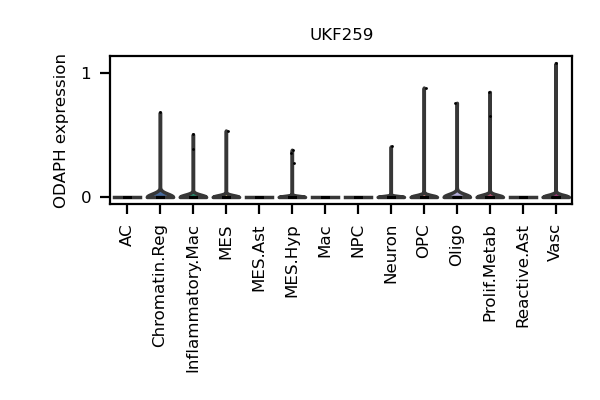 UKF259
ODAPH expression
1
0
AC
Chromatin.Reg
Inflammatory.Mac
MES
MES.Ast
MES.Hyp
Mac
NPC
Neuron
OPC
Oligo
Prolif.Metab
Reactive.Ast
Vasc